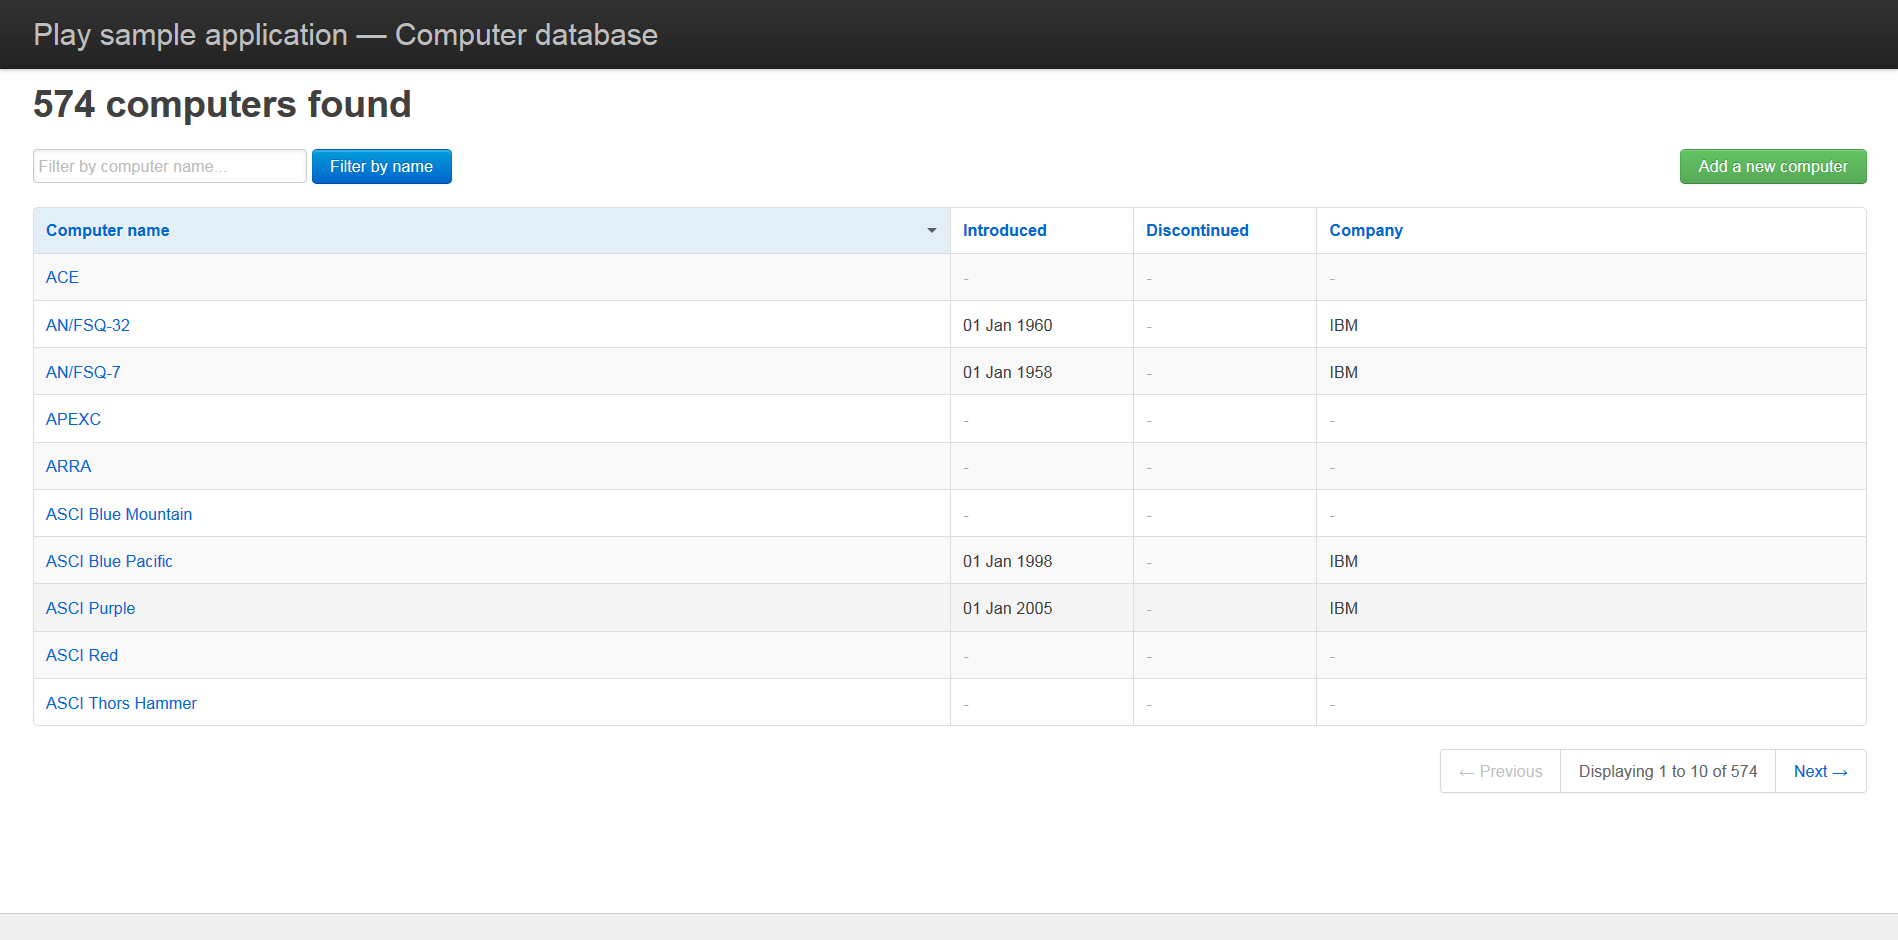 Play sample application — Computer database
574 computers found
Filter by computer name... Filter by name Add a new computer
Computer name Introduced Discontinued Company
ACE - - -
AN/FSQ-32 01 Jan 1960 - IBM
AN/FSQ-7 01 Jan 1958 - IBM
APEXC - - -
ARRA - - -
ASCI Blue Mountain - - -
ASCI Blue Pacific 01 Jan 1998 - IBM
ASCI Purple 01 Jan 2005 - IBM
ASCI Red - - -
ASCI Thors Hammer - - -
← Previous Displaying 1 to 10 of 574 Next →